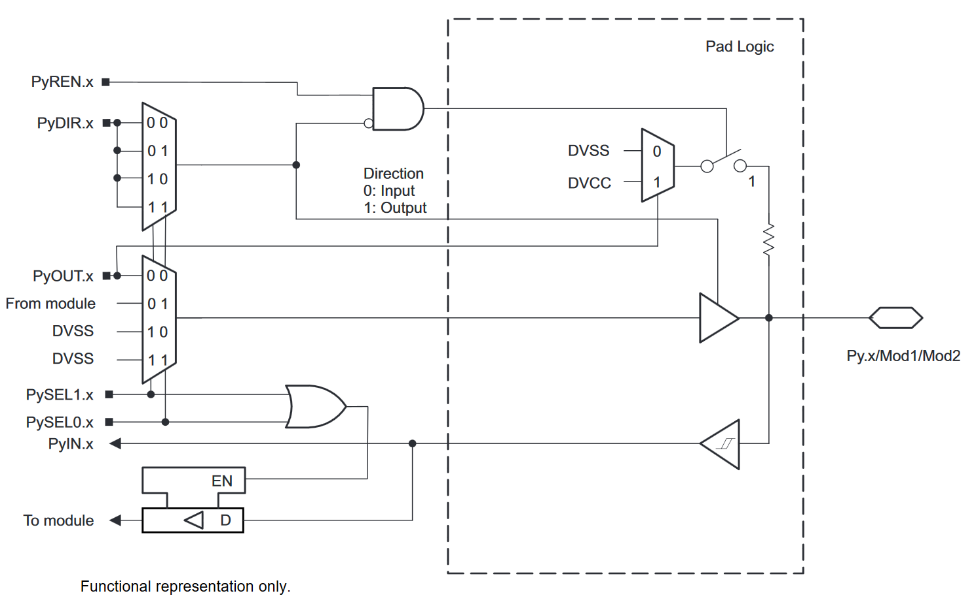 Pad Logic
PyREN.x
PyDIR.x
0 0
0 1
1 0
1 1
Direction
0: Input
1: Output
DVSS
0
DVCC
1
1
PyOUT.x
0 0
From module
0 1
DVSS
1 0
DVSS
1 1
Py.x/Mod1/Mod2
PySEL1.x
PySEL0.x
PyIN.x
EN
To module
D
Functional representation only.